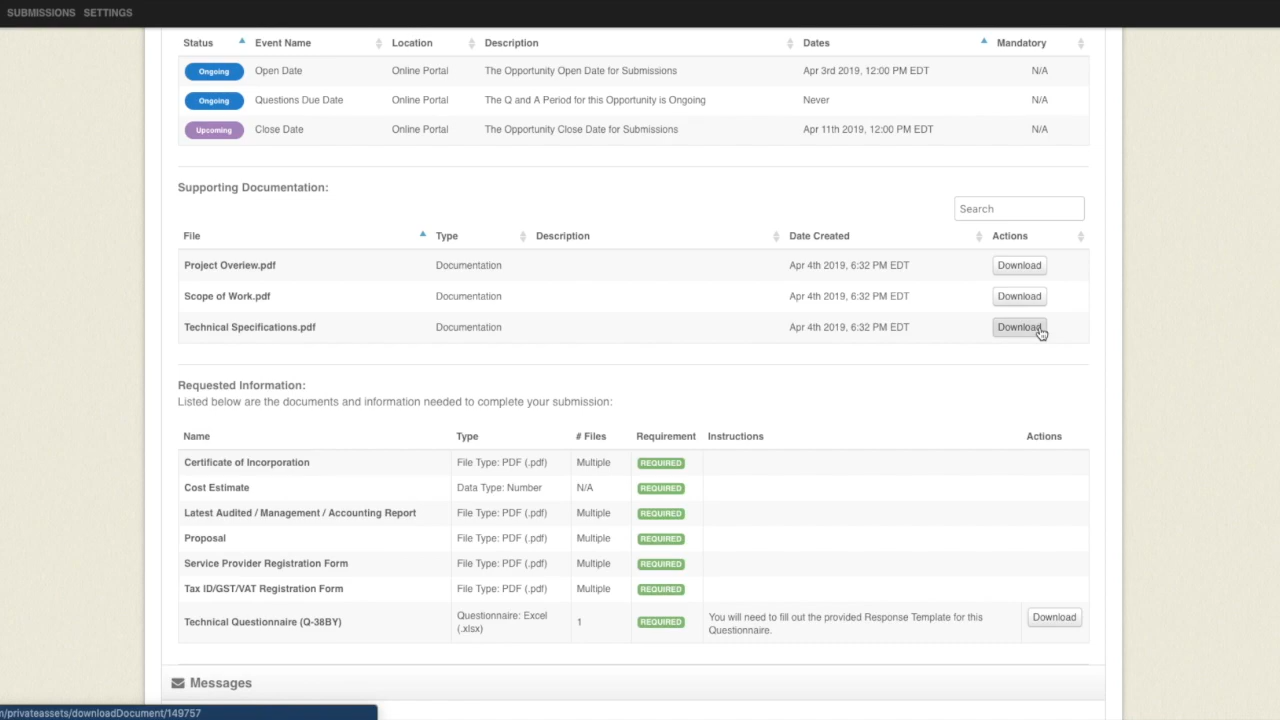 SUBMISSIONS SETTINGS
Status Event Name Location Description Dates Mandatory
Ongoing Open Date Online Portal The Opportunity Open Date for Submissions Apr 3rd 2019, 12:00 PM EDT N/A
Ongoing Questions Due Date Online Portal The Q and A Period for this Opportunity is Ongoing Never N/A
Upcoming Close Date Online Portal The Opportunity Close Date for Submissions Apr 11th 2019, 12:00 PM EDT N/A
Supporting Documentation:
Search
File Type Description Date Created Actions
Project Overiew.pdf Documentation Apr 4th 2019, 6:32 PM EDT Download
Scope of Work.pdf Documentation Apr 4th 2019, 6:32 PM EDT Download
Technical Specifications.pdf Documentation Apr 4th 2019, 6:32 PM EDT Download
Requested Information:
Listed below are the documents and information needed to complete your submission:
Name Type # Files Requirement Instructions Actions
Certificate of Incorporation File Type: PDF (.pdf) Multiple REQUIRED
Cost Estimate Data Type: Number N/A REQUIRED
Latest Audited / Management / Accounting Report File Type: PDF (.pdf) Multiple REQUIRED
Proposal File Type: PDF (.pdf) Multiple REQUIRED
Service Provider Registration Form File Type: PDF (.pdf) Multiple REQUIRED
Tax ID/GST/VAT Registration Form File Type: PDF (.pdf) Multiple REQUIRED
Technical Questionnaire (Q-38BY) Questionnaire: Excel (.xlsx) 1 REQUIRED You will need to fill out the provided Response Template for this Questionnaire. Download
Messages
m/privateassets/downloadDocument/149757